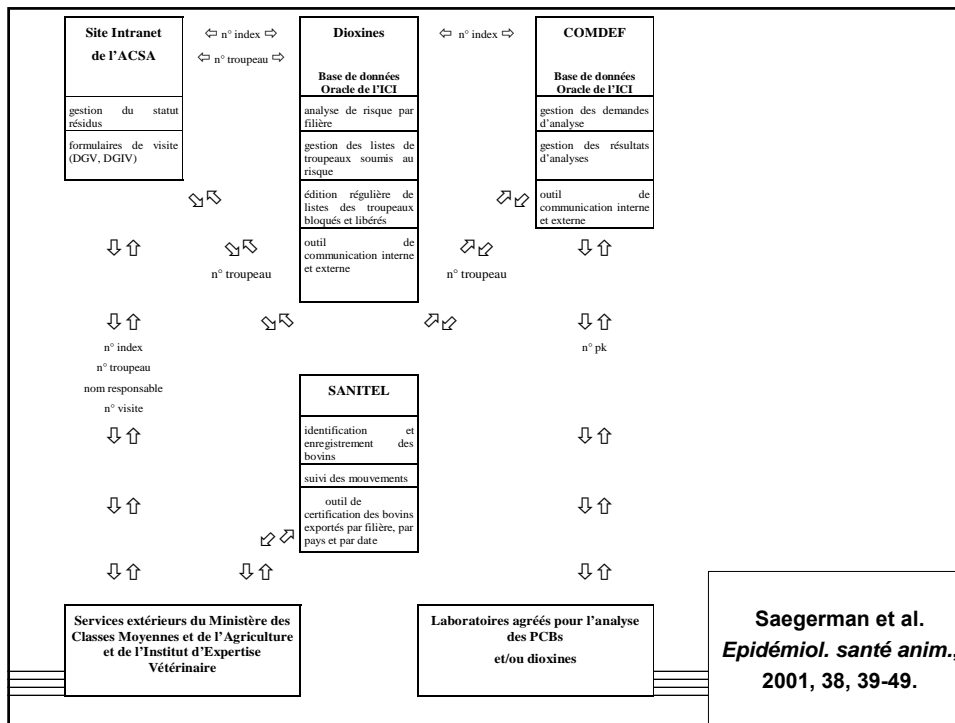 Site Intranet
de l'ACSA
gestion du statut
résidus
formulaires de visite
(DGV, DGIV)
⇦ n° index ⇨
⇦ n° troupeau ⇨
Dioxines
Base de données
Oracle de l'ICI
analyse de risque par
filière
gestion des listes de
troupeaux soumis au
risque
édition régulière de
listes des troupeaux
bloqués et libérés
outil de
communication interne
et externe
⇦ n° index ⇨
COMDEF
Base de données
Oracle de l'ICI
gestion des demandes
d'analyse
gestion des résultats
d'analyses
outil de
communication interne
et externe
n° troupeau
n° troupeau
n° index
n° troupeau
nom responsable
n° visite
n° pk
SANITEL
identification et
enregistrement des
bovins
suivi des mouvements
outil de
certification des bovins
exportés par filière, par
pays et par date
Services extérieurs du Ministère des
Classes Moyennes et de l'Agriculture
et de l'Institut d'Expertise
Vétérinaire
Laboratoires agréés pour l'analyse
des PCBs
et/ou dioxines
Saegerman et al.
Epidémiol. santé anim.,
2001, 38, 39-49.